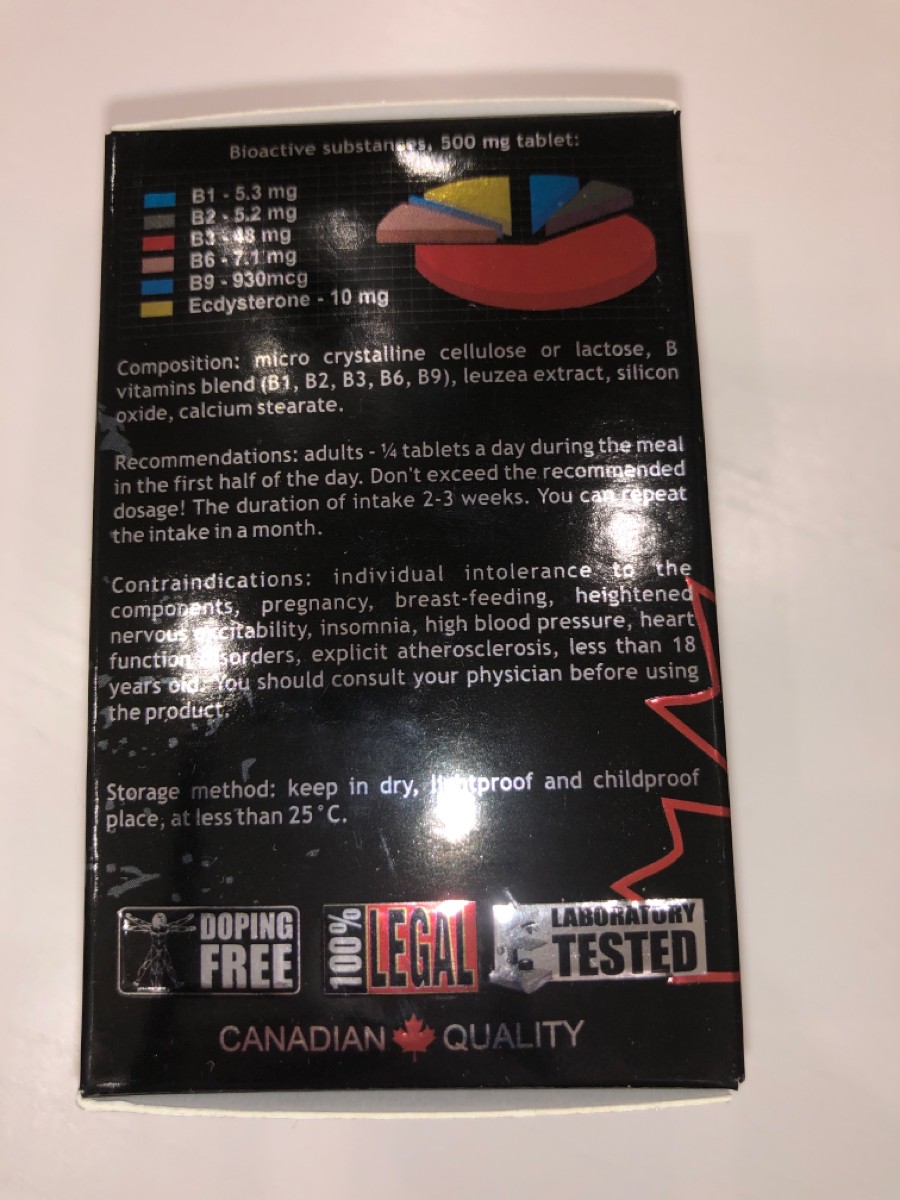 Bioactive substances, 500 mg tablet:
B1 - 5.3 mg
B2 - 5.2 mg
B3 - 48 mg
B6 - 7.1 mg
B9 - 930mcg
Ecdysterone - 10 mg
Composition: micro crystalline cellulose or lactose, B
vitamins blend (B1, B2, B3, B6, B9), leuzea extract, silicon
oxide, calcium stearate.
Recommendations: adults - ¼ tablets a day during the meal
in the first half of the day. Don't exceed the recommended
dosage! The duration of intake 2-3 weeks. You can repeat
the intake in a month.
Contraindications: individual intolerance to the
components, pregnancy, breast-feeding, heightened
nervous excitability, insomnia, high blood pressure, heart
function disorders, explicit atherosclerosis, less than 18
years old. You should consult your physician before using
the product.
Storage method: keep in dry, lightproof and childproof
place, at less than 25°C.
DOPING
FREE
100% LEGAL
LABORATORY
TESTED
CANADIAN QUALITY